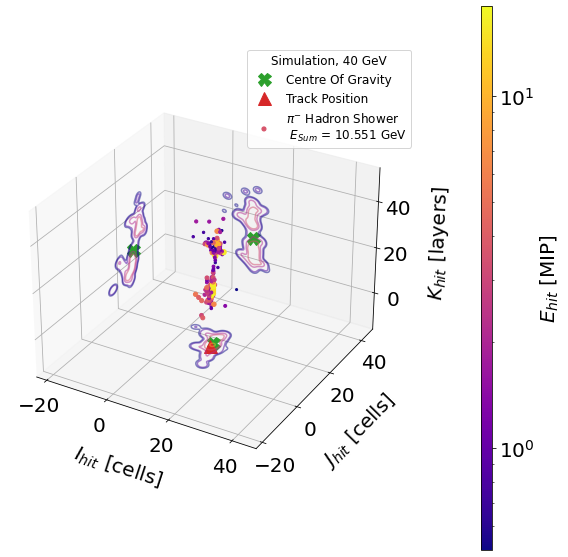 Simulation, 40 GeV
Centre Of Gravity
Track Position
π⁻ Hadron Shower
E_Sum = 10.551 GeV
10¹
10⁰
E_hit [MIP]
40
20
0
K_hit [layers]
40
20
0
−20
J_hit [cells]
−20
0
20
40
I_hit [cells]